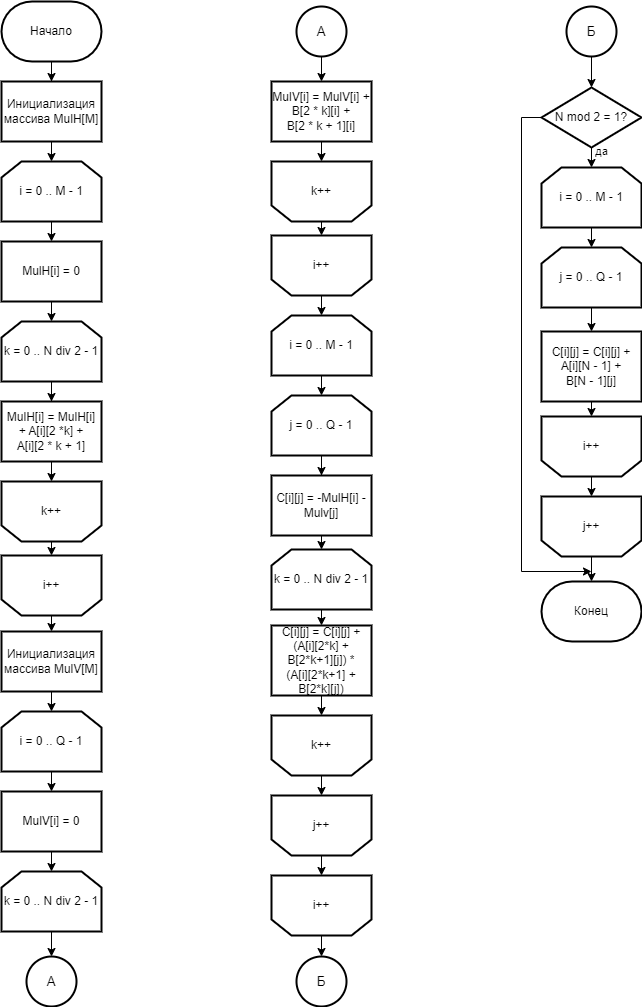 Начало
Инициализация
массива MulH[M]
i = 0 .. M - 1
MulH[i] = 0
k = 0 .. N div 2 - 1
MulH[i] = MulH[i]
+ A[i][2 *k] +
A[i][2 * k + 1]
k++
i++
Инициализация
массива MulV[M]
i = 0 .. Q - 1
MulV[i] = 0
k = 0 .. N div 2 - 1
А
А
MulV[i] = MulV[i] +
B[2 * k][i] +
B[2 * k + 1][i]
k++
i++
i = 0 .. M - 1
j = 0 .. Q - 1
C[i][j] = -MulH[i] -
Mulv[j]
k = 0 .. N div 2 - 1
C[i][j] = C[i][j] +
(A[i][2*k] +
B[2*k+1][j]) *
(A[i][2*k+1] +
B[2*k][j])
k++
j++
i++
Б
Б
N mod 2 = 1?
да
i = 0 .. M - 1
j = 0 .. Q - 1
C[i][j] = C[i][j] +
A[i][N - 1] +
B[N - 1][j]
i++
j++
Конец